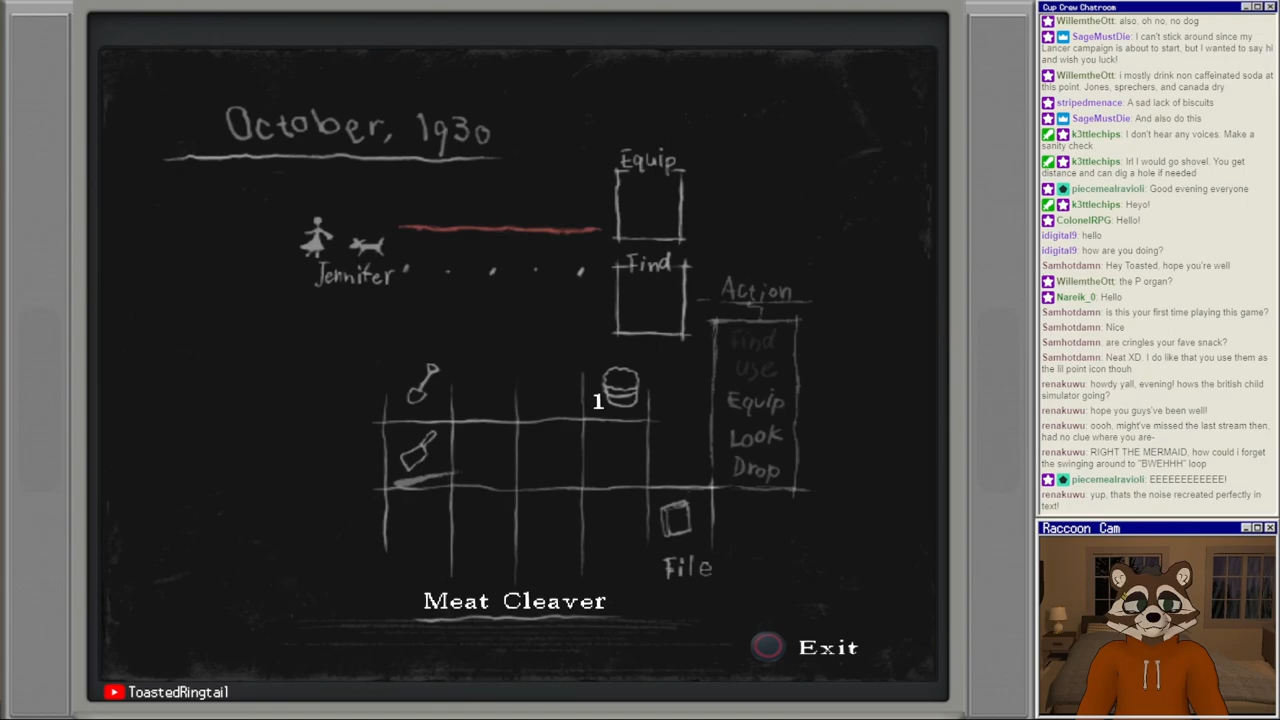 October, 1930
Equip
Jennifer
Find
Action
Find
Use
Equip
Look
Drop
1
File
Meat Cleaver
Exit
ToastedRingtail
Cup Crew Chatroom
WillemtheOtt: also, oh no, no dog
SageMustDie: I can't stick around since my
Lancer campaign is about to start, but I wanted to say hi
and wish you luck!
WillemtheOtt: i mostly drink non caffeinated soda at
this point. Jones, sprechers, and canada dry
stripedmenace: A sad lack of biscuits
SageMustDie: And also do this
k3ttlechips: I don't hear any voices. Make a
sanity check
k3ttlechips: Irl I would go shovel. You get
distance and can dig a hole if needed
piecemealravioli: Good evening everyone
k3ttlechips: Heyo!
ColonelRPG: Hello!
idigital9: hello
idigital9: how are you doing?
Samhotdamn: Hey Toasted, hope you're well
WillemtheOtt: the P organ?
Nareik_0: Hello
Samhotdamn: is this your first time playing this game?
Samhotdamn: Nice
Samhotdamn: are cringles your fave snack?
Samhotdamn: Neat XD. I do like that you use them as
the lil point icon thouh
renakuwu: howdy yall, evening! hows the british child
simulator going?
renakuwu: hope you guys've been well!
renakuwu: oooh, might've missed the last stream then,
had no clue where you are-
renakuwu: RIGHT THE MERMAID, how could i forget
the swinging around to "BWEHHH" loop
piecemealravioli: EEEEEEEEEEEE!
renakuwu: yup, thats the noise recreated perfectly in
text!
Raccoon Cam